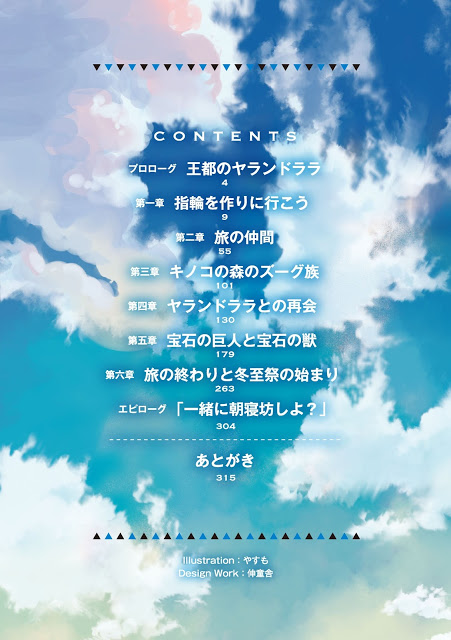 CONTENTS
プロローグ 王都のヤランドララ
4
第一章 指輪を作りに行こう
9
第二章 旅の仲間
55
第三章 キノコの森のズーグ族
101
第四章 ヤランドララとの再会
130
第五章 宝石の巨人と宝石の獣
179
第六章 旅の終わりと冬至祭の始まり
263
エピローグ 「一緒に朝寝坊しよ？」
304
あとがき
315
Illustration：やすも
Design Work：伸童舎